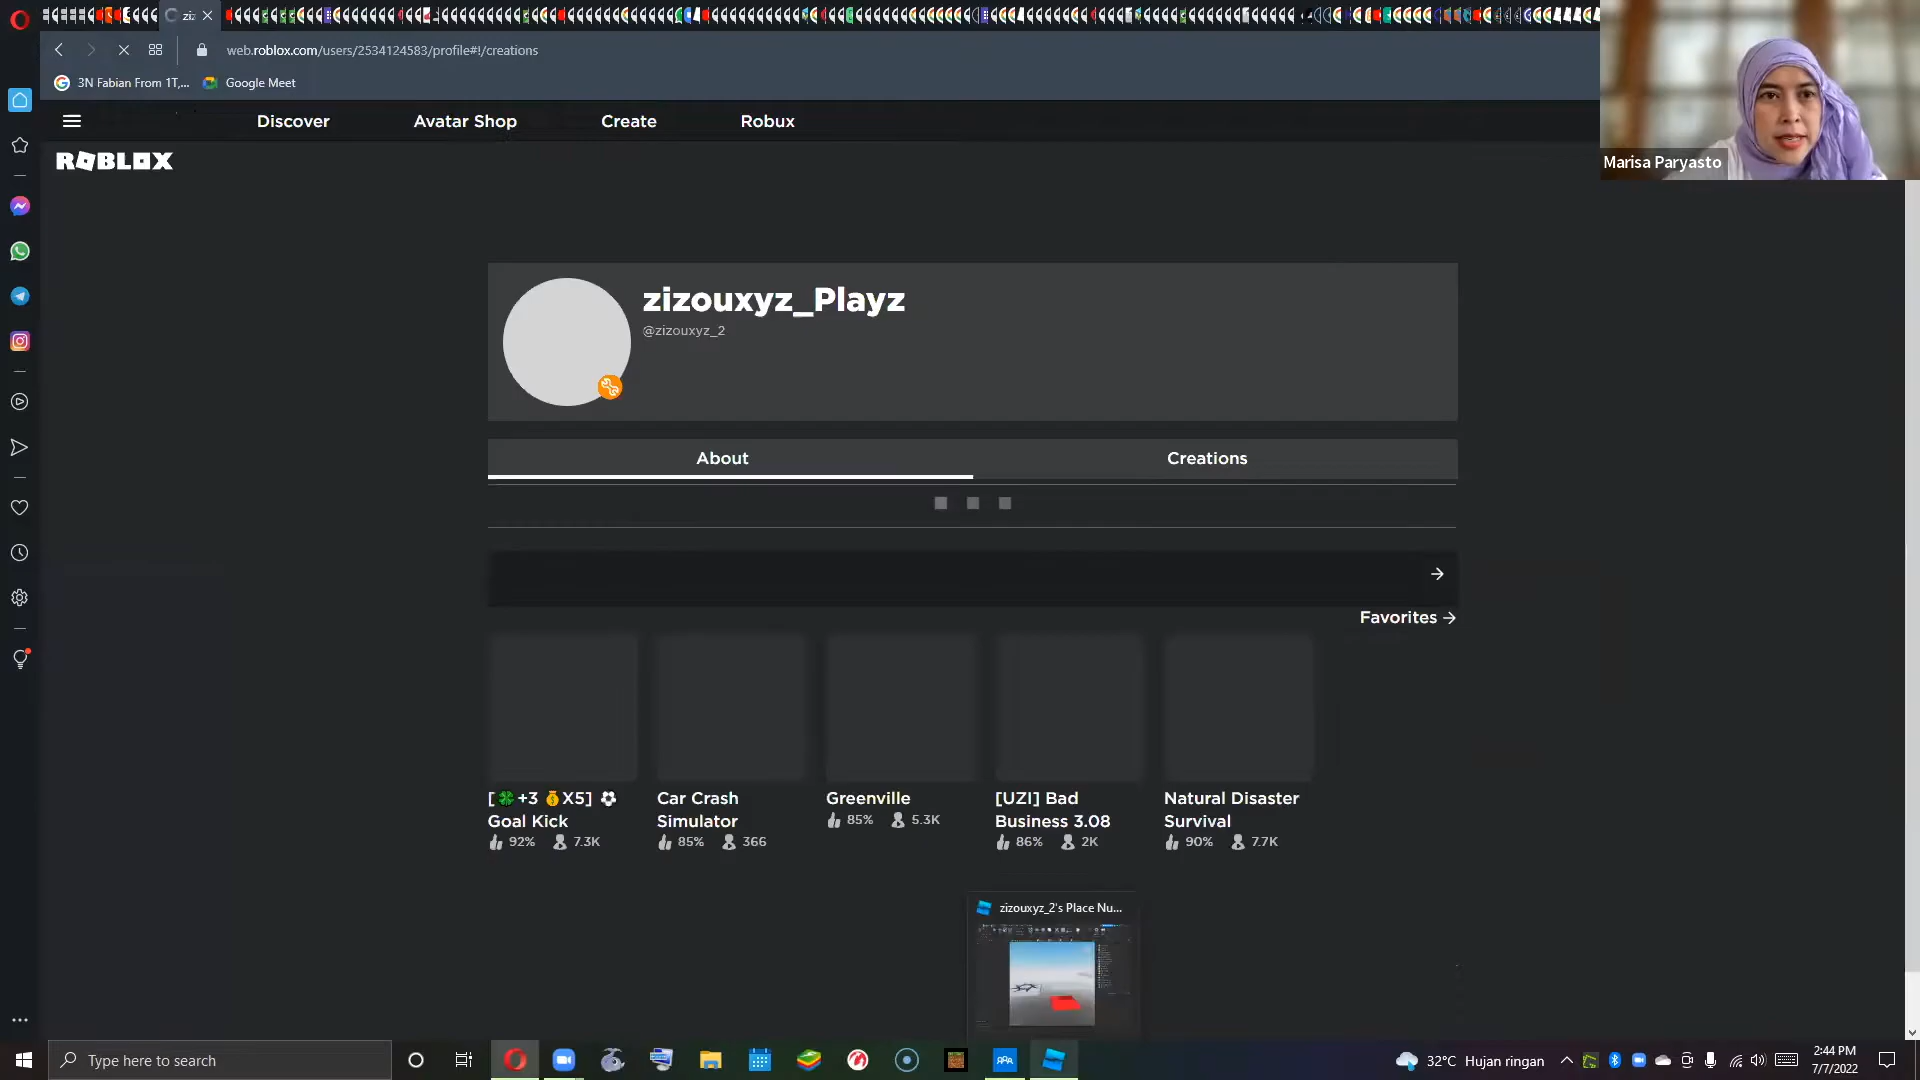 ziz
web.roblox.com/users/2534124583/profile#!/creations
3N Fabian From 1T,...
Google Meet
Marisa Paryasto
Discover
Avatar Shop
Create
Robux
ROBLOX
zizouxyz_Playz
@zizouxyz_2
About
Creations
Favorites
[🍀+3 💰X5] ⚽
Goal Kick
92% 7.3K
Car Crash
Simulator
85% 366
Greenville
85% 5.3K
[UZI] Bad
Business 3.08
86% 2K
Natural Disaster
Survival
90% 7.7K
zizouxyz_2's Place Nu...
Type here to search
32°C Hujan ringan
2:44 PM
7/7/2022